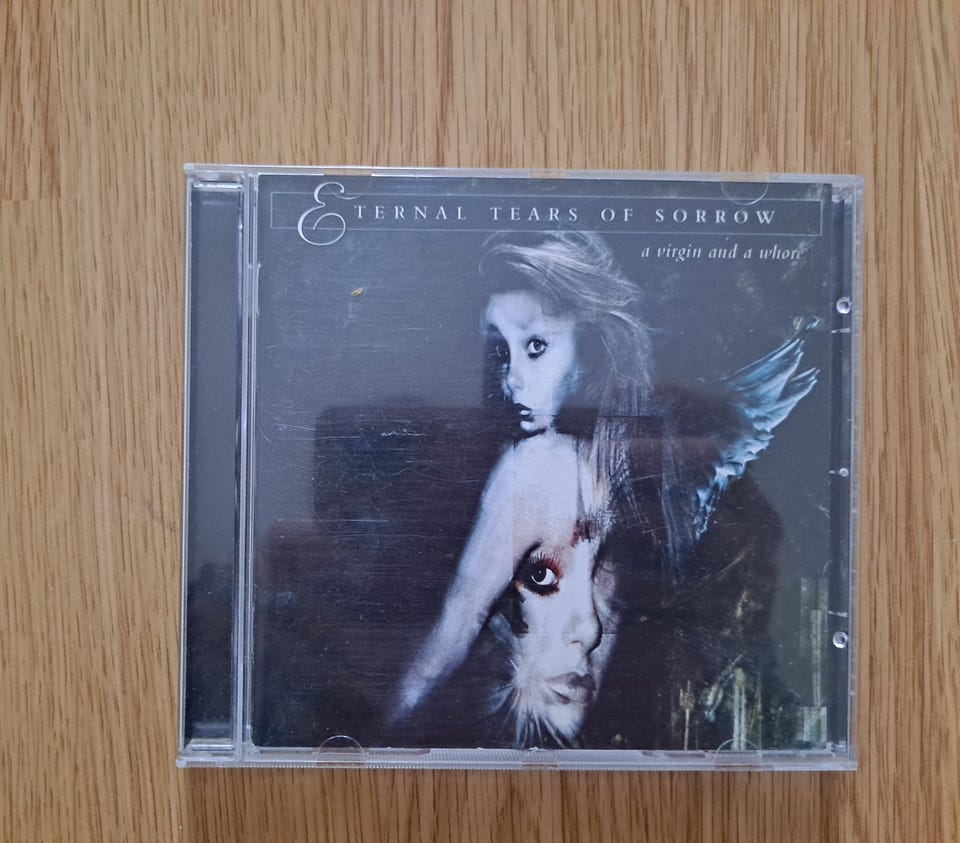 ETERNAL TEARS OF SORROW
a virgin and a whore